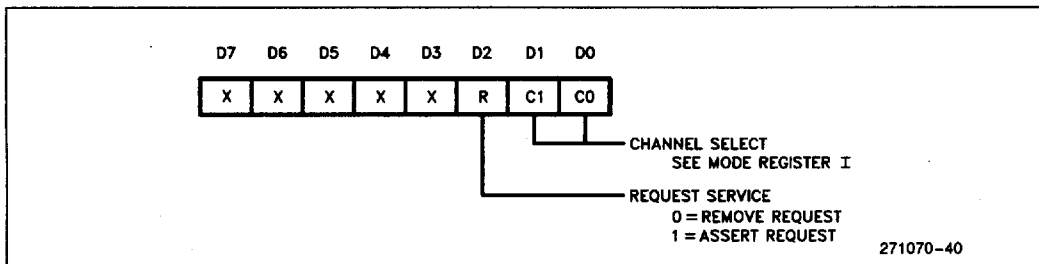 D7 D6 D5 D4 D3 D2 D1 D0
X X X X X R C1 C0
CHANNEL SELECT
SEE MODE REGISTER I
REQUEST SERVICE
0 = REMOVE REQUEST
1 = ASSERT REQUEST
271070-40